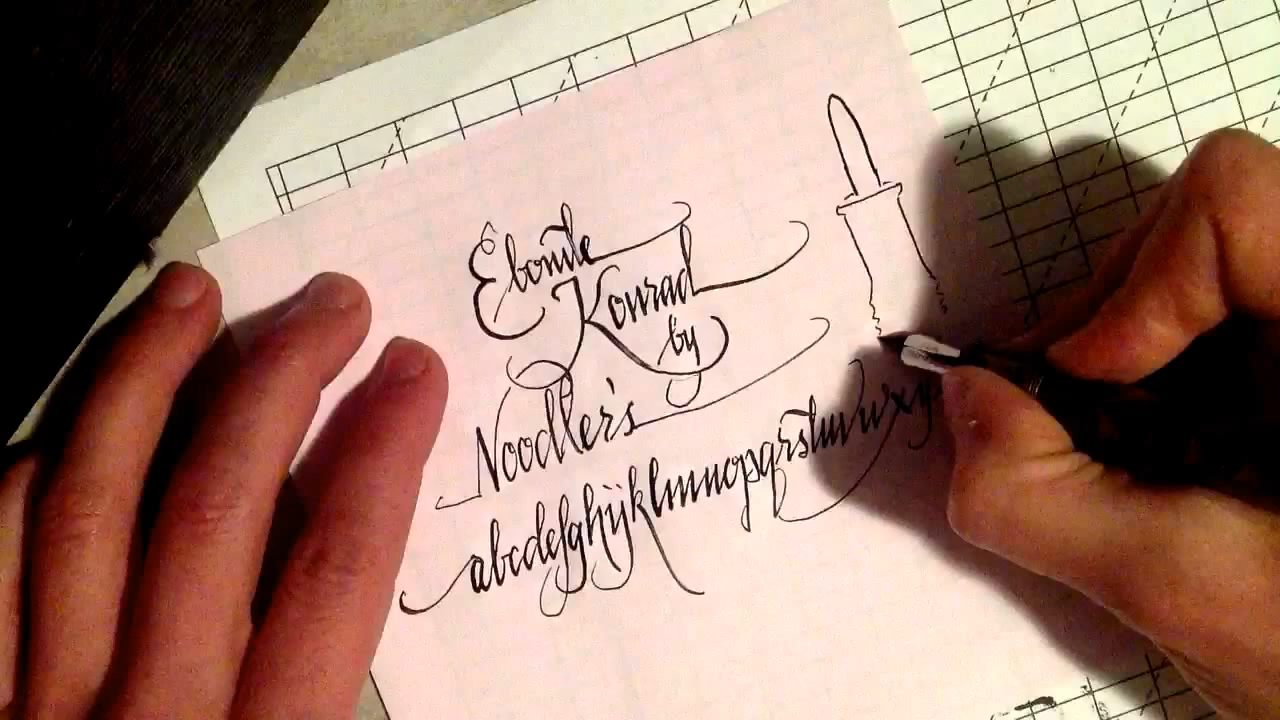 Ebonite
Konrad
by
Noodler's
abcdefghijklmnopqrstuvwxy